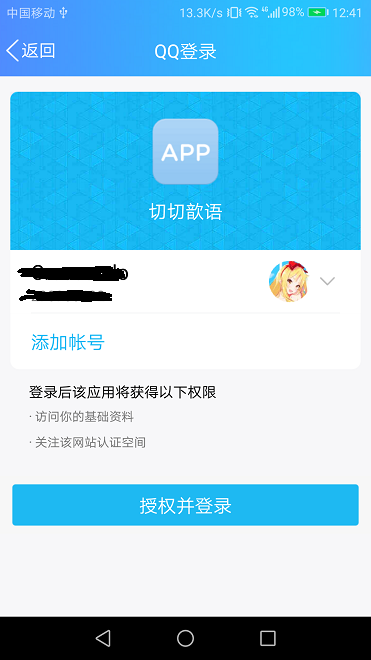 中国移动 13.3K/s 46 98% 12:41
返回 QQ登录
APP
切切歆语
添加帐号
登录后该应用将获得以下权限
· 访问你的基础资料
· 关注该网站认证空间
授权并登录